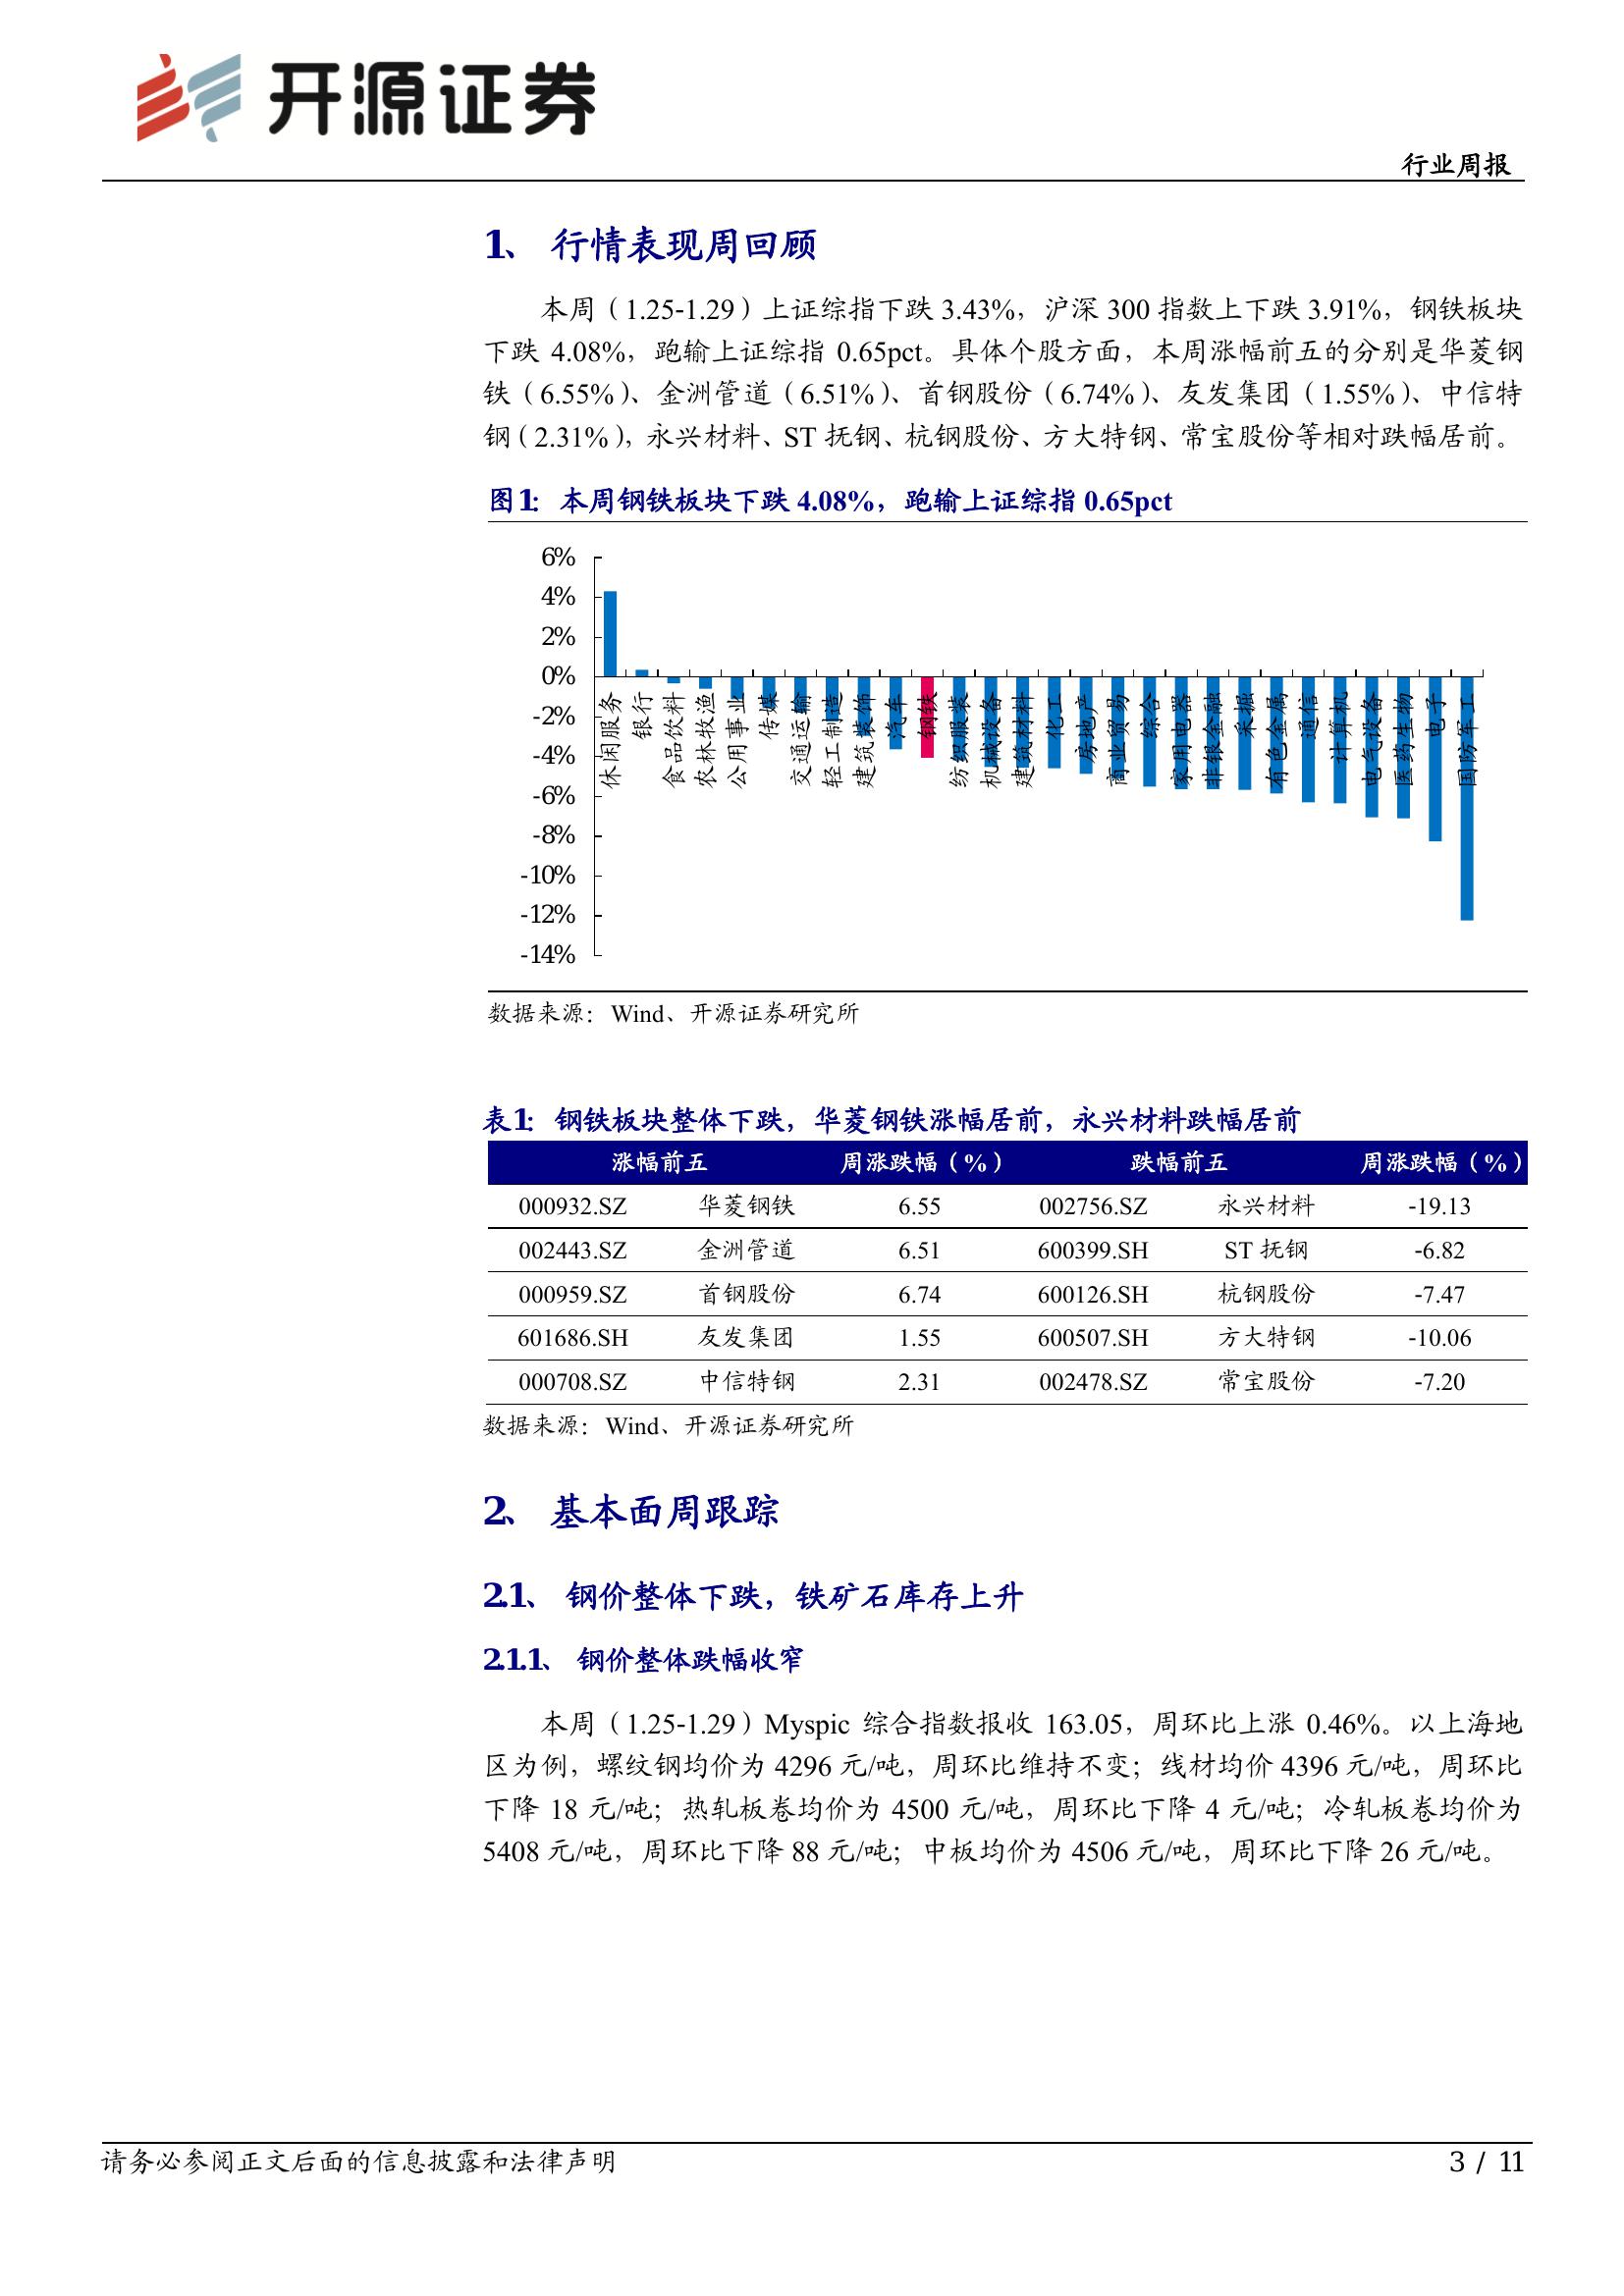 开源证券
行业周报
1、 行情表现周回顾
本周（1.25-1.29）上证综指下跌 3.43%，沪深 300 指数上下跌 3.91%，钢铁板块
下跌 4.08%，跑输上证综指 0.65pct。具体个股方面，本周涨幅前五的分别是华菱钢
铁（6.55%）、金洲管道（6.51%）、首钢股份（6.74%）、友发集团（1.55%）、中信特
钢（2.31%），永兴材料、ST 抚钢、杭钢股份、方大特钢、常宝股份等相对跌幅居前。
图1： 本周钢铁板块下跌 4.08%，跑输上证综指 0.65pct
6%
4%
2%
0%
-2%
-4%
-6%
-8%
-10%
-12%
-14%
休闲服务
银行
食品饮料
农林牧渔
公用事业
传媒
交通运输
轻工制造
建筑装饰
汽车
钢铁
纺织服装
机械设备
建筑材料
化工
房地产
商业贸易
综合
家用电器
非银金融
采掘
有色金属
通信
计算机
电气设备
医药生物
电子
国防军工
数据来源：Wind、开源证券研究所
表1： 钢铁板块整体下跌，华菱钢铁涨幅居前，永兴材料跌幅居前
涨幅前五 周涨跌幅（%） 跌幅前五 周涨跌幅（%）
000932.SZ 华菱钢铁 6.55 002756.SZ 永兴材料 -19.13
002443.SZ 金洲管道 6.51 600399.SH ST 抚钢 -6.82
000959.SZ 首钢股份 6.74 600126.SH 杭钢股份 -7.47
601686.SH 友发集团 1.55 600507.SH 方大特钢 -10.06
000708.SZ 中信特钢 2.31 002478.SZ 常宝股份 -7.20
数据来源：Wind、开源证券研究所
2、 基本面周跟踪
2.1、 钢价整体下跌，铁矿石库存上升
2.1.1、 钢价整体跌幅收窄
本周（1.25-1.29）Myspic 综合指数报收 163.05，周环比上涨 0.46%。以上海地
区为例，螺纹钢均价为 4296 元/吨，周环比维持不变；线材均价 4396 元/吨，周环比
下降 18 元/吨；热轧板卷均价为 4500 元/吨，周环比下降 4 元/吨；冷轧板卷均价为
5408 元/吨，周环比下降 88 元/吨；中板均价为 4506 元/吨，周环比下降 26 元/吨。
请务必参阅正文后面的信息披露和法律声明
3 / 11